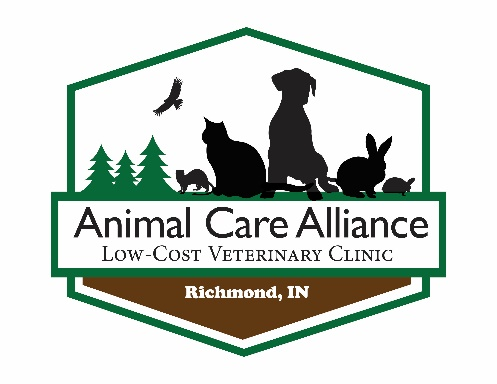 Animal Care Alliance
Low-Cost Veterinary Clinic
Richmond, IN